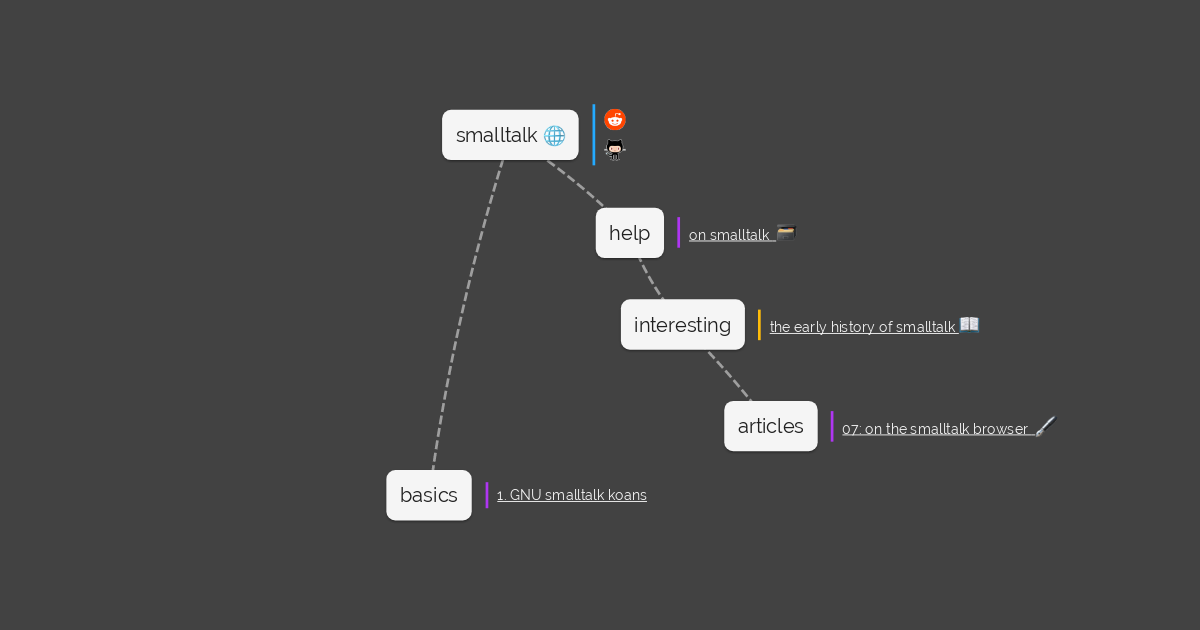 smalltalk
help
on smalltalk
interesting
the early history of smalltalk
articles
07: on the smalltalk browser
basics
1. GNU smalltalk koans